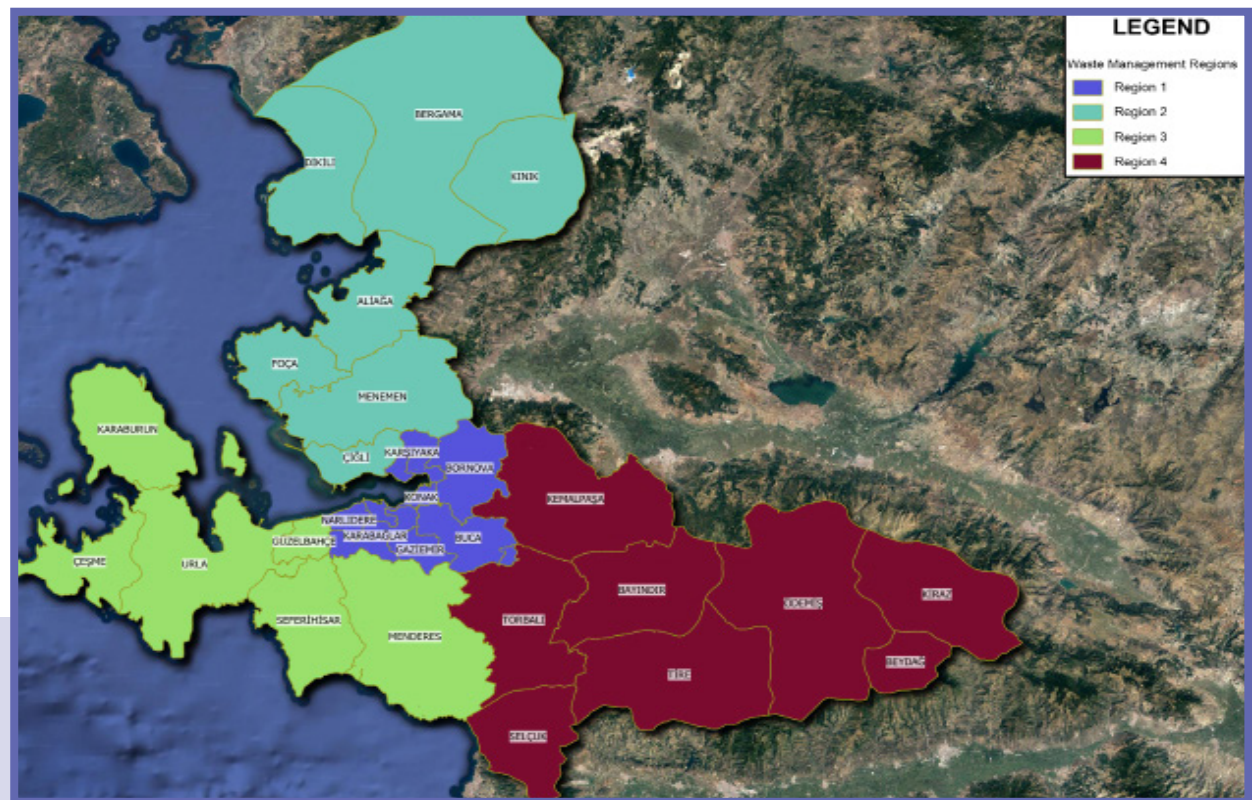 LEGEND
Waste Management Regions
Region 1
Region 2
Region 3
Region 4
BERGAMA
DİKİLİ
KINIK
ALİAĞA
FOÇA
MENEMEN
KARABURUN
ÇİĞLİ
KARŞIYAKA
BORNOVA
KONAK
KEMALPAŞA
NARLIDERE
KARABAĞLAR
GÜZELBAHÇE
GAZİEMİR
BUCA
ÇEŞME
URLA
BAYINDIR
ÖDEMİŞ
KİRAZ
SEFERİHİSAR
TORBALI
MENDERES
BEYDAĞ
TİRE
SELÇUK